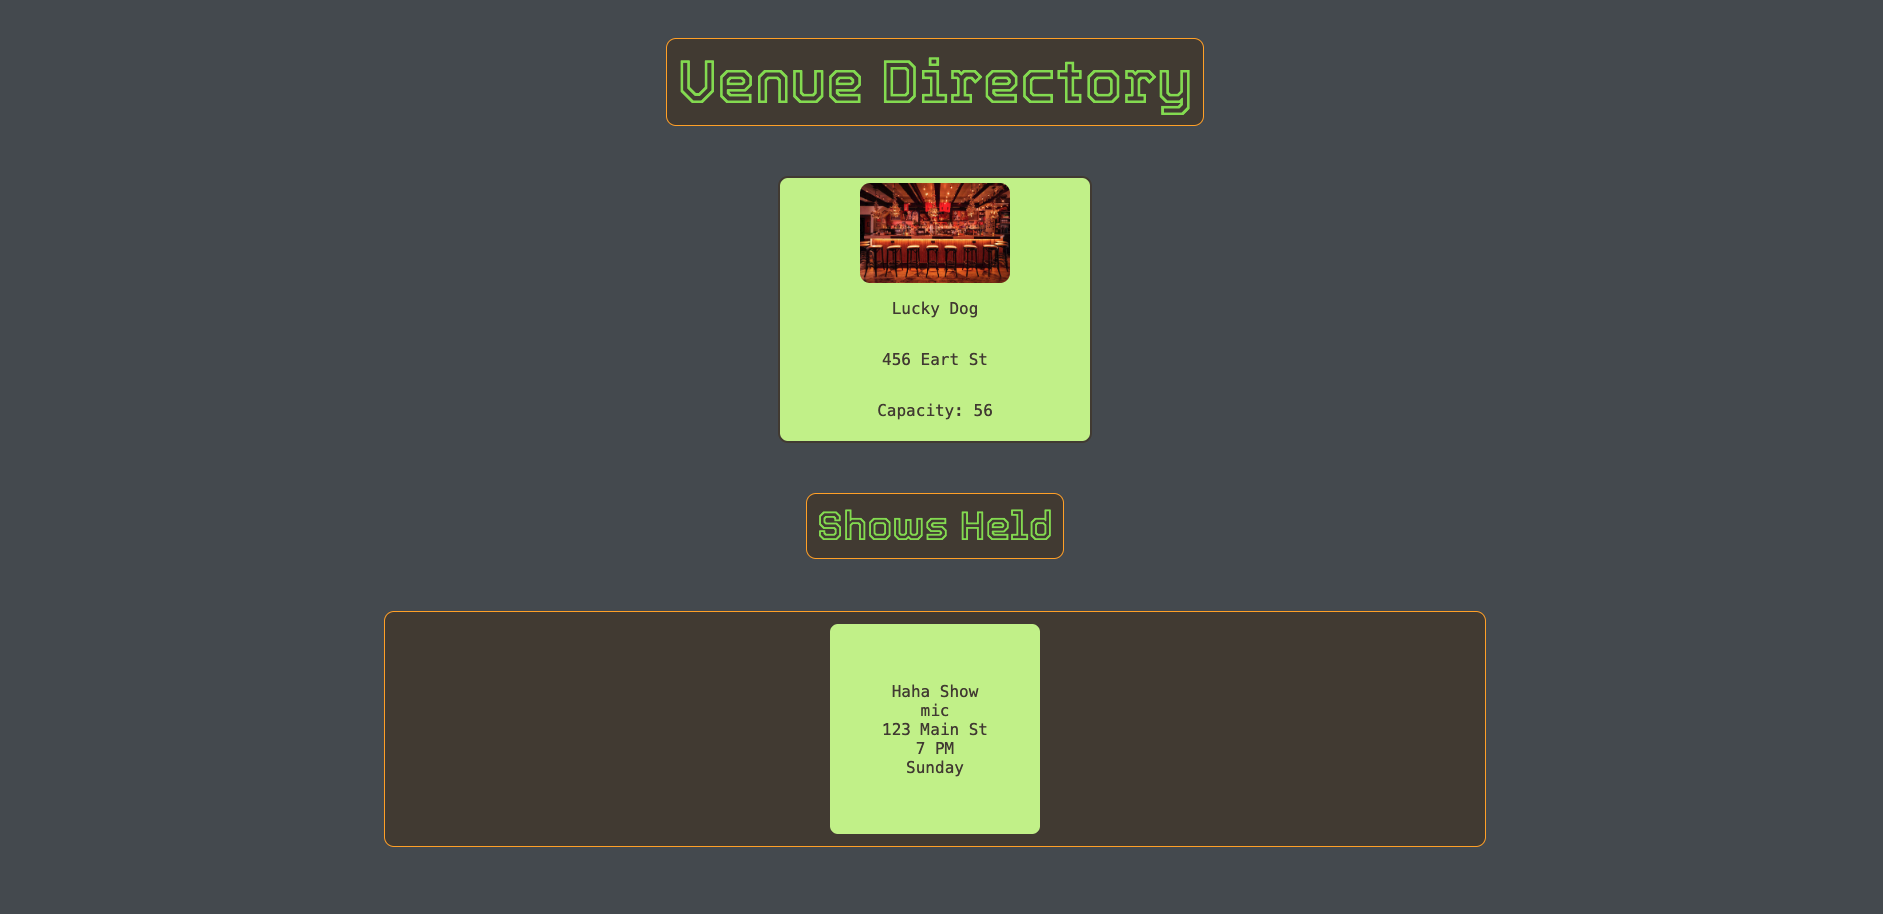 Venue Directory
Lucky Dog
456 Eart St
Capacity: 56
Shows Held
Haha Show
mic
123 Main St
7 PM
Sunday